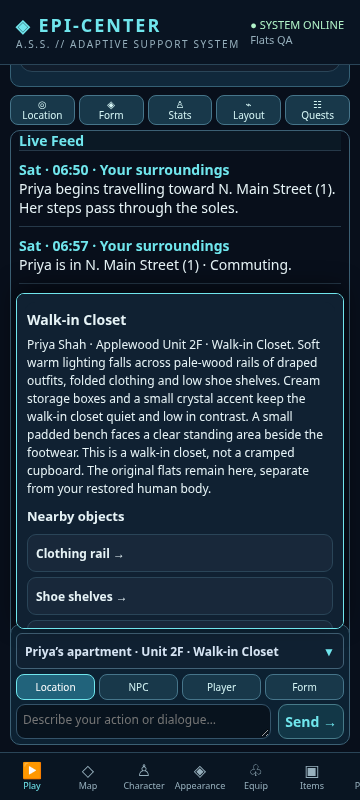 ◈ EPI-CENTER
A.S.S. // ADAPTIVE SUPPORT SYSTEM
● SYSTEM ONLINE
Flats QA
Location
Form
Stats
Layout
Quests
Live Feed
Sat · 06:50 · Your surroundings
Priya begins travelling toward N. Main Street (1).
Her steps pass through the soles.
Sat · 06:57 · Your surroundings
Priya is in N. Main Street (1) · Commuting.
Walk-in Closet
Priya Shah · Applewood Unit 2F · Walk-in Closet. Soft
warm lighting falls across pale-wood rails of draped
outfits, folded clothing and low shoe shelves. Cream
storage boxes and a small crystal accent keep the
walk-in closet quiet and low in contrast. A small
padded bench faces a clear standing area beside the
footwear. This is a walk-in closet, not a cramped
cupboard. The original flats remain here, separate
from your restored human body.
Nearby objects
Clothing rail →
Shoe shelves →
Priya's apartment · Unit 2F · Walk-in Closet ▼
Location
NPC
Player
Form
Describe your action or dialogue...
Send →
Play
Map
Character
Appearance
Equip
Items